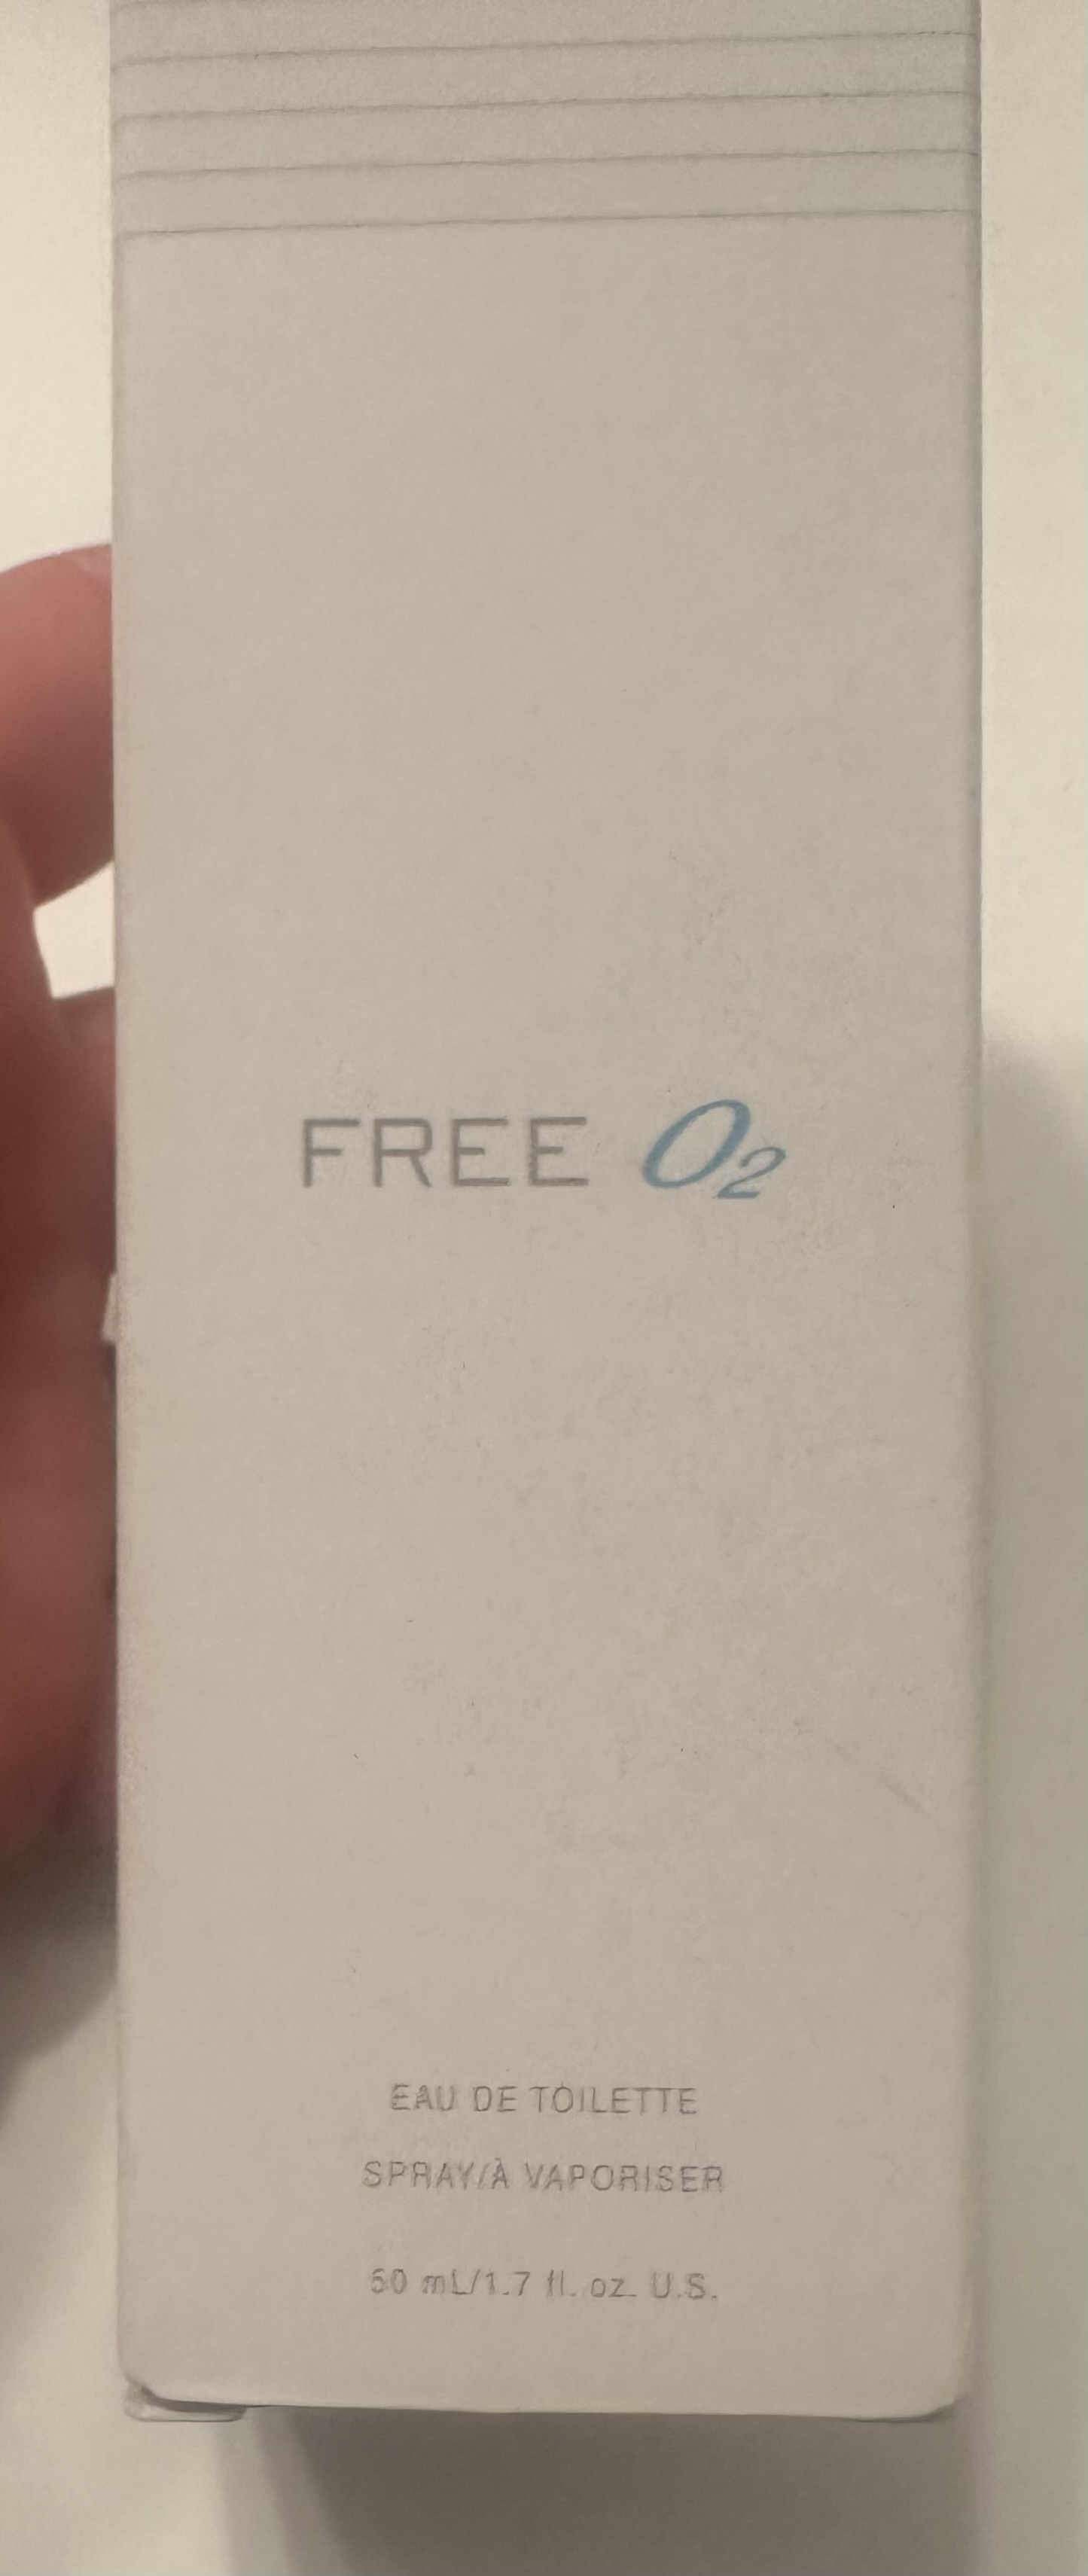 FREE O2
EAU DE TOILETTE
SPRAY/À VAPORISER
50 mL/1.7 fl. oz. U.S.